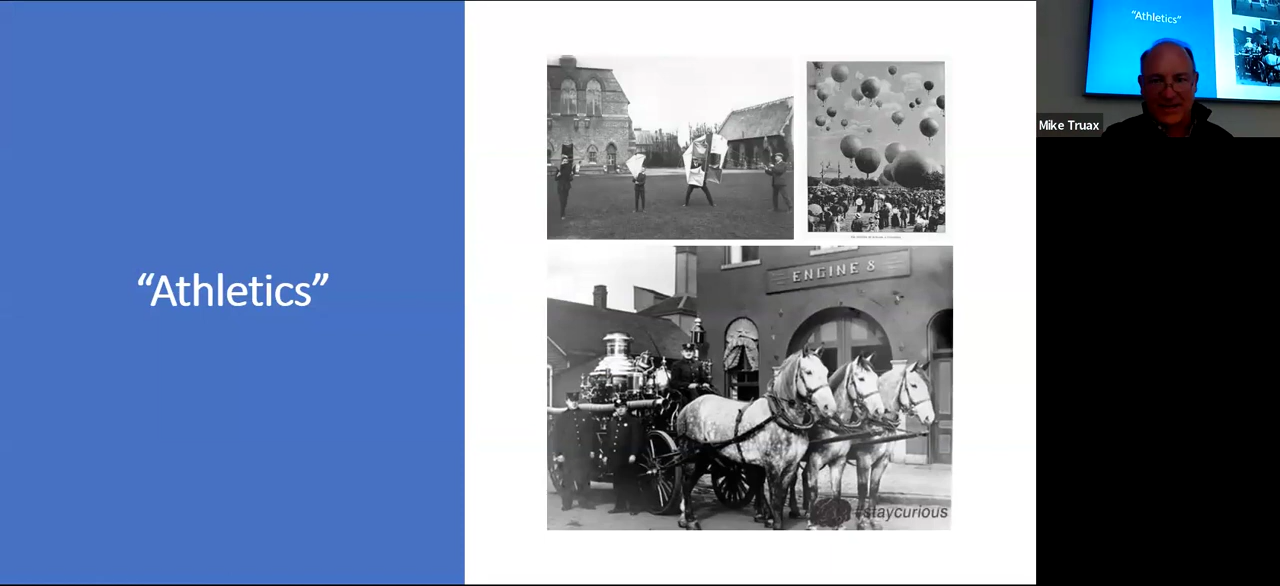 “Athletics”
ENGINE 8
#staycurious
“Athletics”
Mike Truax